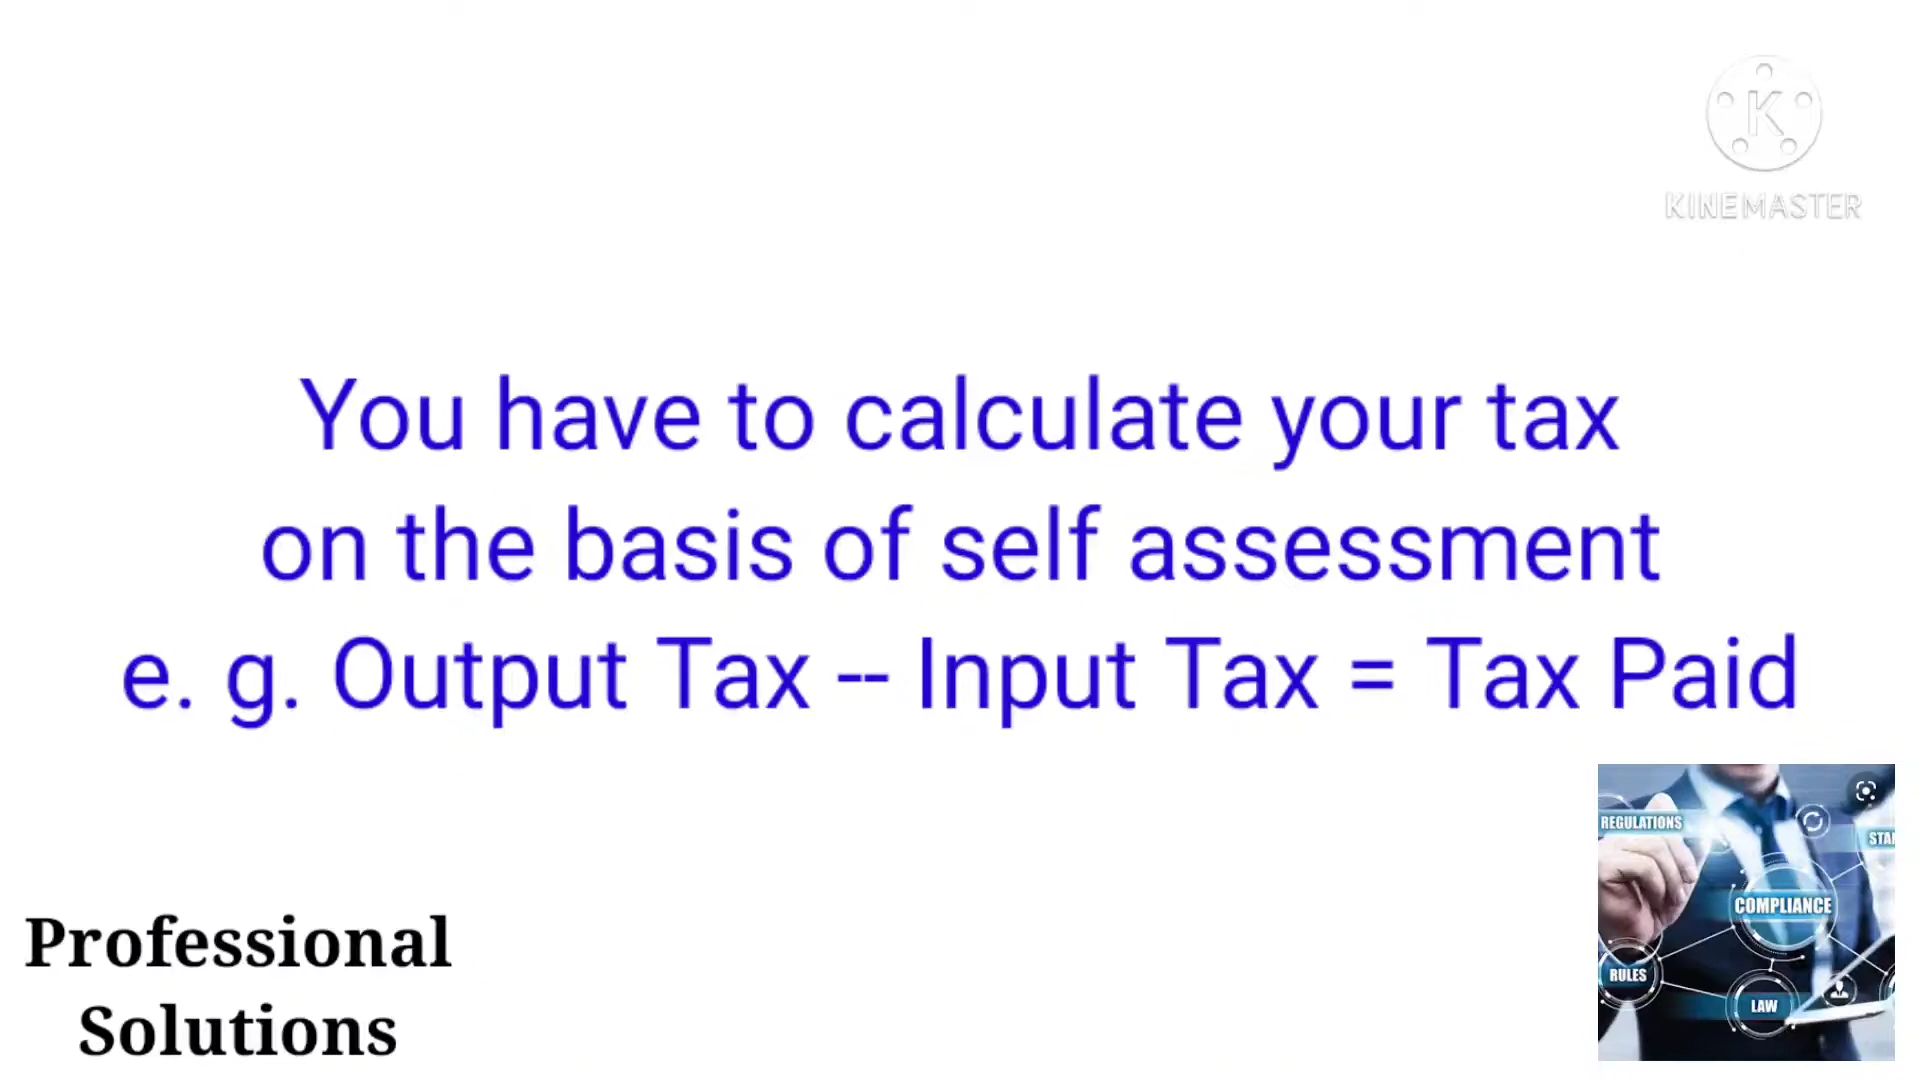 KINEMASTER
You have to calculate your tax
on the basis of self assessment
e. g. Output Tax -- Input Tax = Tax Paid
REGULATIONS
COMPLIANCE
RULES
LAW
Professional
Solutions